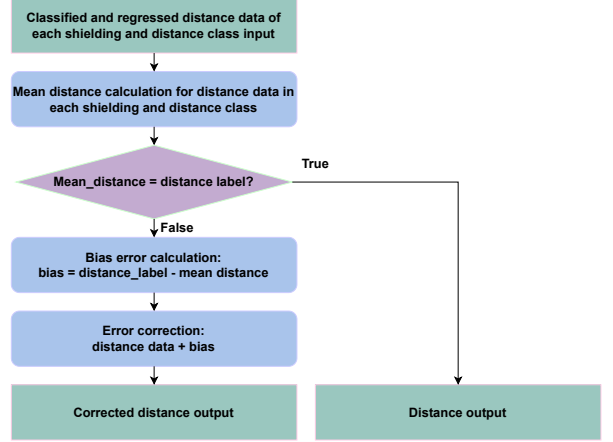 Classified and regressed distance data of
each shielding and distance class input
Mean distance calculation for distance data in
each shielding and distance class
True
Mean_distance = distance label?
False
Bias error calculation:
bias = distance_label - mean distance
Error correction:
distance data + bias
Corrected distance output
Distance output